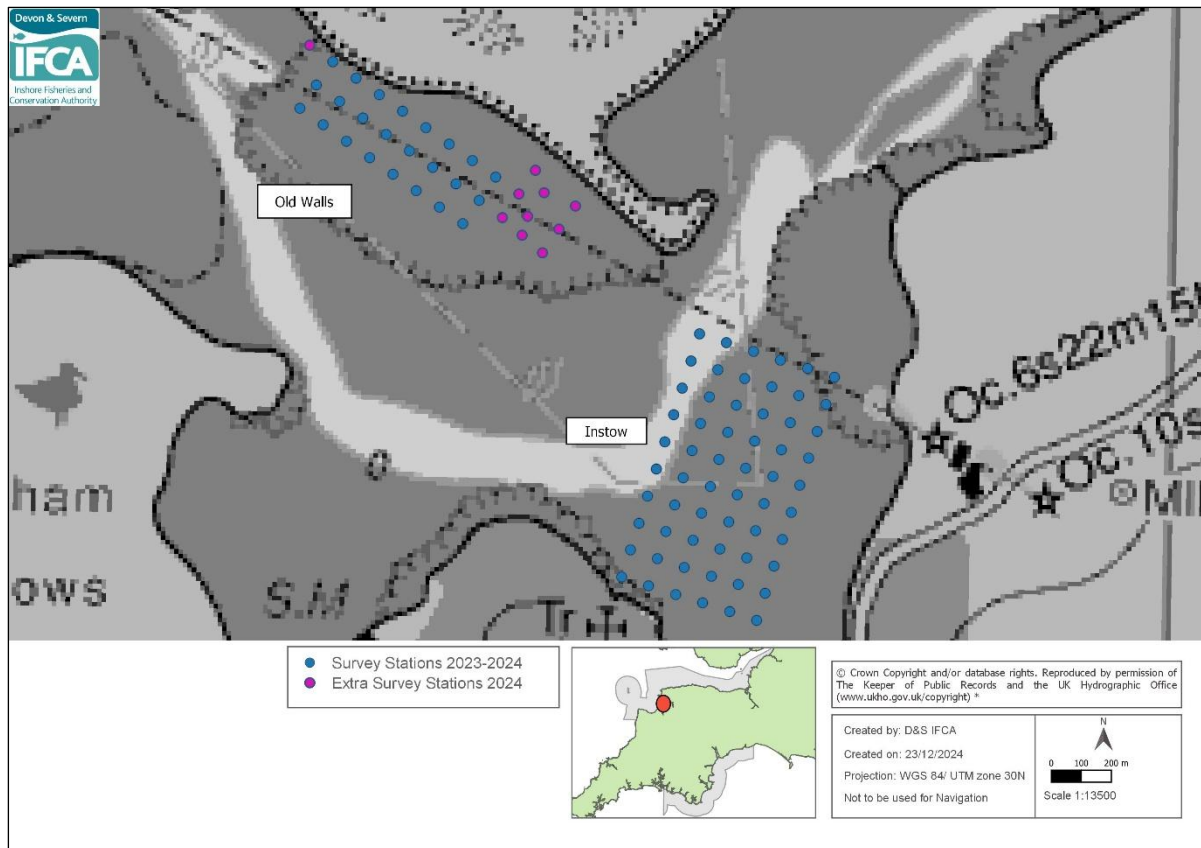 Devon & Severn
IFCA
Inshore Fisheries and
Conservation Authority
Old Walls
Instow
Oc.6s22m15
Oc.10s
0
ham
ows
S.M
Tr
Survey Stations 2023-2024
Extra Survey Stations 2024
© Crown Copyright and/or database rights. Reproduced by permission of
The Keeper of Public Records and the UK Hydrographic Office
(www.ukho.gov.uk/copyright) *
Created by: D&S IFCA
Created on: 23/12/2024
Projection: WGS 84/ UTM zone 30N
Not to be used for Navigation
N
0 100 200 m
Scale 1:13500